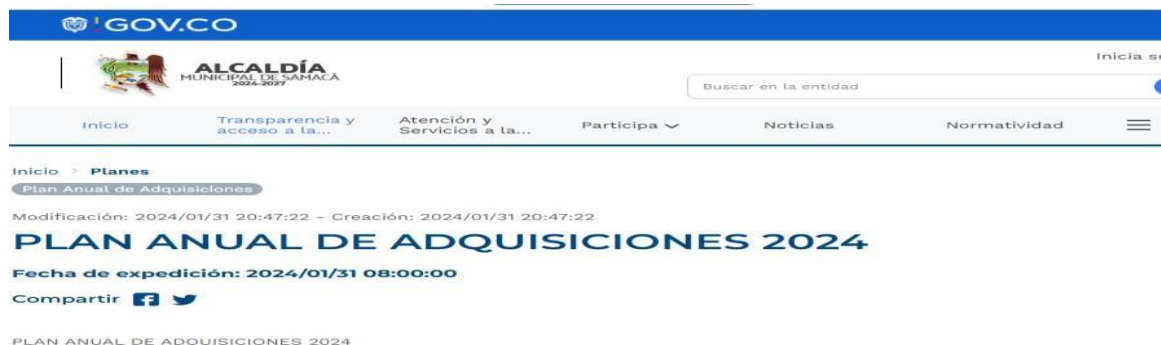 GOV.CO
ALCALDÍA
MUNICIPAL DE SAMACÁ
2024-2027
Inicia se
Buscar en la entidad
Inicio
Transparencia y
acceso a la...
Atención y
Servicios a la...
Participa
Noticias
Normatividad
Inicio > Planes
Plan Anual de Adquisiciones
Modificación: 2024/01/31 20:47:22 - Creación: 2024/01/31 20:47:22
PLAN ANUAL DE ADQUISICIONES 2024
Fecha de expedición: 2024/01/31 08:00:00
Compartir
PLAN ANUAL DE ADQUISICIONES 2024